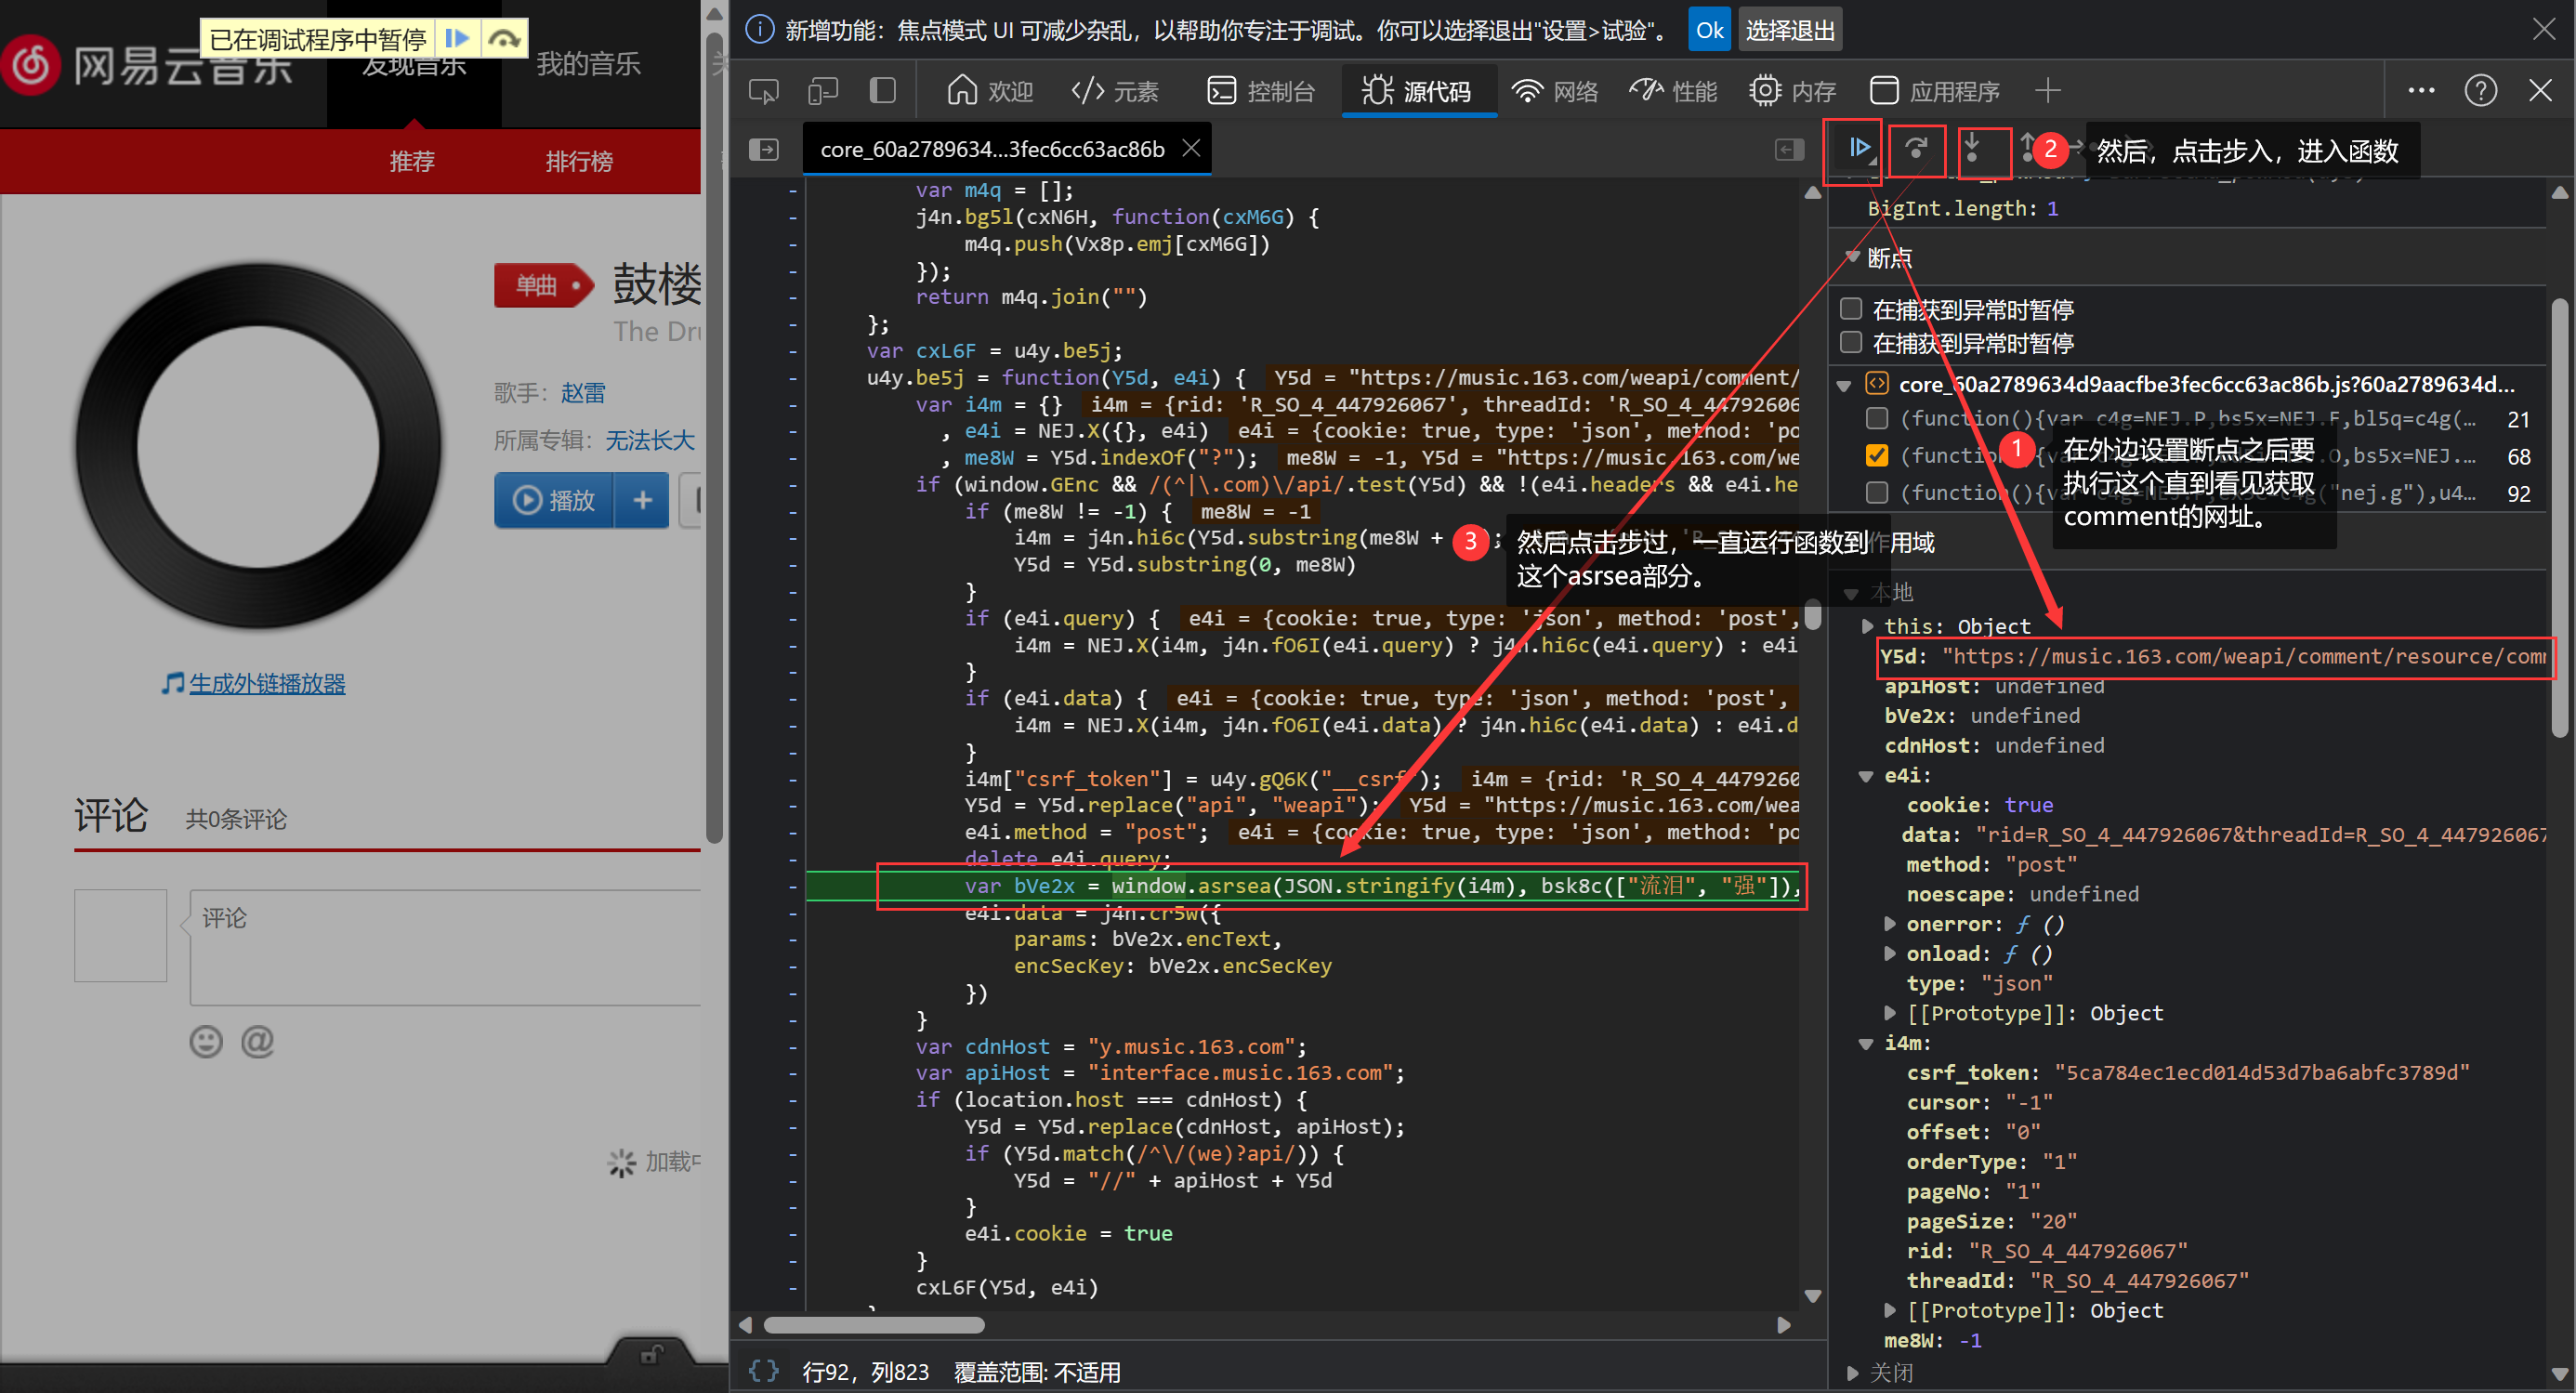 已在调试程序中暂停
网易云音乐
发现音乐
我的音乐
推荐
排行榜
单曲
鼓楼
The Dru
歌手：赵雷
所属专辑：无法长大
播放
+
生成外链播放器
评论 共0条评论
评论
加载中
新增功能：焦点模式 UI 可减少杂乱，以帮助你专注于调试。你可以选择退出"设置>试验"。 Ok 选择退出
欢迎 元素 控制台 源代码 网络 性能 内存 应用程序
core_60a2789634...3fec6cc63ac86b
var m4q = [];
j4n.bg5l(cxN6H, function(cxM6G) {
m4q.push(Vx8p.emj[cxM6G])
});
return m4q.join("")
};
var cxL6F = u4y.be5j;
u4y.be5j = function(Y5d, e4i) { Y5d = "https://music.163.com/weapi/comment/
var i4m = {} i4m = {rid: 'R_SO_4_447926067', threadId: 'R_SO_4_44792606
, e4i = NEJ.X({}, e4i) e4i = {cookie: true, type: 'json', method: 'po
, me8W = Y5d.indexOf("?"); me8W = -1, Y5d = "https://music.163.com/we
if (window.GEnc && /(^|\.com)\/api/.test(Y5d) && !(e4i.headers && e4i.he
if (me8W != -1) { me8W = -1
i4m = j4n.hi6c(Y5d.substring(me8W +
Y5d = Y5d.substring(0, me8W)
}
if (e4i.query) { e4i = {cookie: true, type: 'json', method: 'post',
i4m = NEJ.X(i4m, j4n.fO6I(e4i.query) ? j4n.hi6c(e4i.query) : e4i
}
if (e4i.data) { e4i = {cookie: true, type: 'json', method: 'post',
i4m = NEJ.X(i4m, j4n.fO6I(e4i.data) ? j4n.hi6c(e4i.data) : e4i.d
}
i4m["csrf_token"] = u4y.gQ6K("__csrf"); i4m = {rid: 'R_SO_4_4479260
Y5d = Y5d.replace("api", "weapi"); Y5d = "https://music.163.com/wea
e4i.method = "post"; e4i = {cookie: true, type: 'json', method: 'po
delete e4i.query;
var bVe2x = window.asrsea(JSON.stringify(i4m), bsk8c(["流泪", "强"]),
e4i.data = j4n.cr5w({
params: bVe2x.encText,
encSecKey: bVe2x.encSecKey
})
}
var cdnHost = "y.music.163.com";
var apiHost = "interface.music.163.com";
if (location.host === cdnHost) {
Y5d = Y5d.replace(cdnHost, apiHost);
if (Y5d.match(/^\/(we)?api/)) {
Y5d = "//" + apiHost + Y5d
}
e4i.cookie = true
}
cxL6F(Y5d, e4i)
行92，列823 覆盖范围: 不适用
2 然后，点击步入，进入函数
BigInt.length: 1
断点
在捕获到异常时暂停
在捕获到异常时暂停
core_60a2789634d9aacfbe3fec6cc63ac86b.js?60a2789634d...
(function(){var c4g=NEJ.P,bs5x=NEJ.F,bl5q=c4g(... 21
68
92
1 在外边设置断点之后要
执行这个直到看见获取
comment的网址。
3 然后点击步过，一直运行函数到
这个asrsea部分。
作用域
本地
this: Object
Y5d: "https://music.163.com/weapi/comment/resource/com
apiHost: undefined
bVe2x: undefined
cdnHost: undefined
e4i:
cookie: true
data: "rid=R_SO_4_447926067&threadId=R_SO_4_447926067
method: "post"
noescape: undefined
onerror: ƒ ()
onload: ƒ ()
type: "json"
[[Prototype]]: Object
i4m:
csrf_token: "5ca784ec1ecd014d53d7ba6abfc3789d"
cursor: "-1"
offset: "0"
orderType: "1"
pageNo: "1"
pageSize: "20"
rid: "R_SO_4_447926067"
threadId: "R_SO_4_447926067"
[[Prototype]]: Object
me8W: -1
关闭